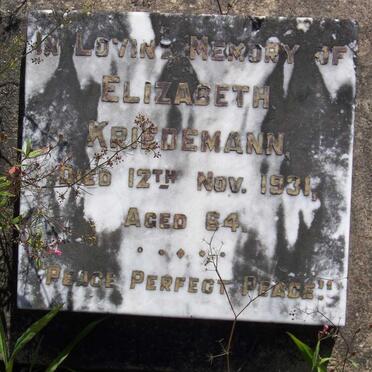 In Loving Memory of
Elizabeth
Kriedemann,
Died 12th Nov. 1931,
Aged 64.
"Peace Perfect Peace".